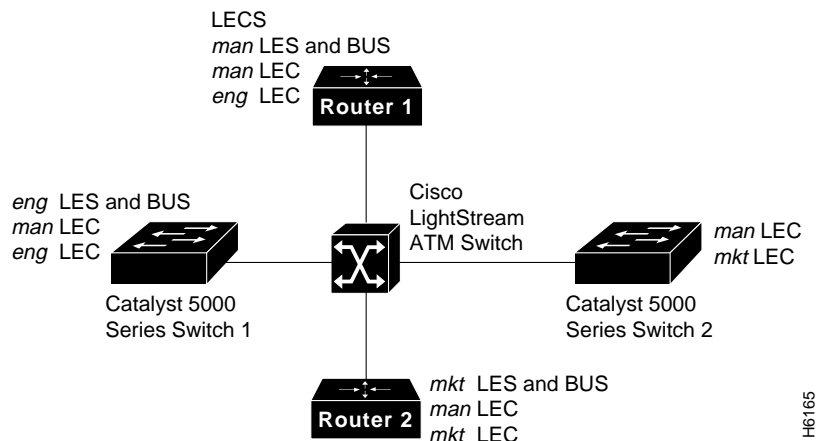 LECS
man LES and BUS
man LEC
eng LEC
Router 1
eng LES and BUS
man LEC
eng LEC
Catalyst 5000
Series Switch 1
Cisco
LightStream
ATM Switch
man LEC
mkt LEC
Catalyst 5000
Series Switch 2
Router 2
mkt LES and BUS
man LEC
mkt LEC
H6165